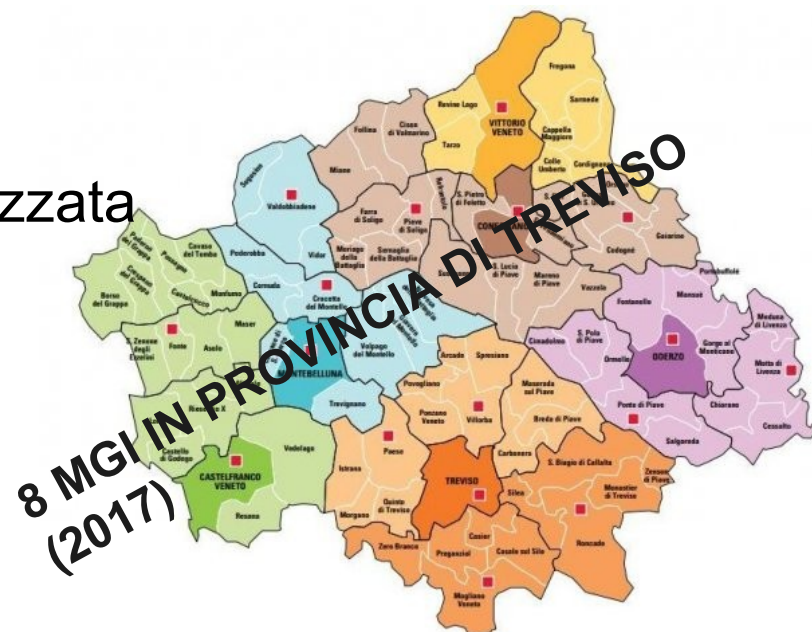 zzata
8 MGI IN PROVINCIA DI TREVISO
(2017)
Fregona
Sarmede
Revine Lago
VITTORIO
VENETO
Cappella
Maggiore
Tarzo
Colle
Umberto
Cordignano
Follina
Cison
di Valmarino
Miane
Segusino
Valdobbiadene
Farra
di Soligo
Pieve
di Soligo
Refrontolo
S. Pietro
di Feletto
Gaiarine
Codogné
Moriago
della
Battaglia
Sernaglia
della Battaglia
Vidor
S. Lucia
di Piave
Mareno
di Piave
Vazzola
Paderno
del Grappa
Possagno
Cavaso
del Tomba
Pederobba
Crespano
del Grappa
Castelcucco
Monfumo
Borso
del Grappa
Cornuda
Crocetta
del Montello
Portobuffolé
Fontanelle
Mansuè
Meduna
di Livenza
Maser
S. Zenone
degli
Ezzelini
Fonte
Asolo
MONTEBELLUNA
Volpago
del Montello
Arcade
Spresiano
Cimadolmo
S. Polo
di Piave
Ormelle
ODERZO
Gorgo al
Monticano
Motta di
Livenza
Trevignano
Povegliano
Maserada
sul Piave
Ponte di Piave
Chiarano
Cessalto
Ponzano
Veneto
Villorba
Breda di Piave
Salgareda
Castello
di Godego
Vedelago
CASTELFRANCO
VENETO
Resana
Istrana
Paese
Carbonera
S. Biagio di Callalta
Zenson
di Piave
Monastier
di Treviso
TREVISO
Silea
Quinto
di Treviso
Morgano
Roncade
Zero Branco
Preganziol
Casier
Casale sul Sile
Mogliano
Veneto